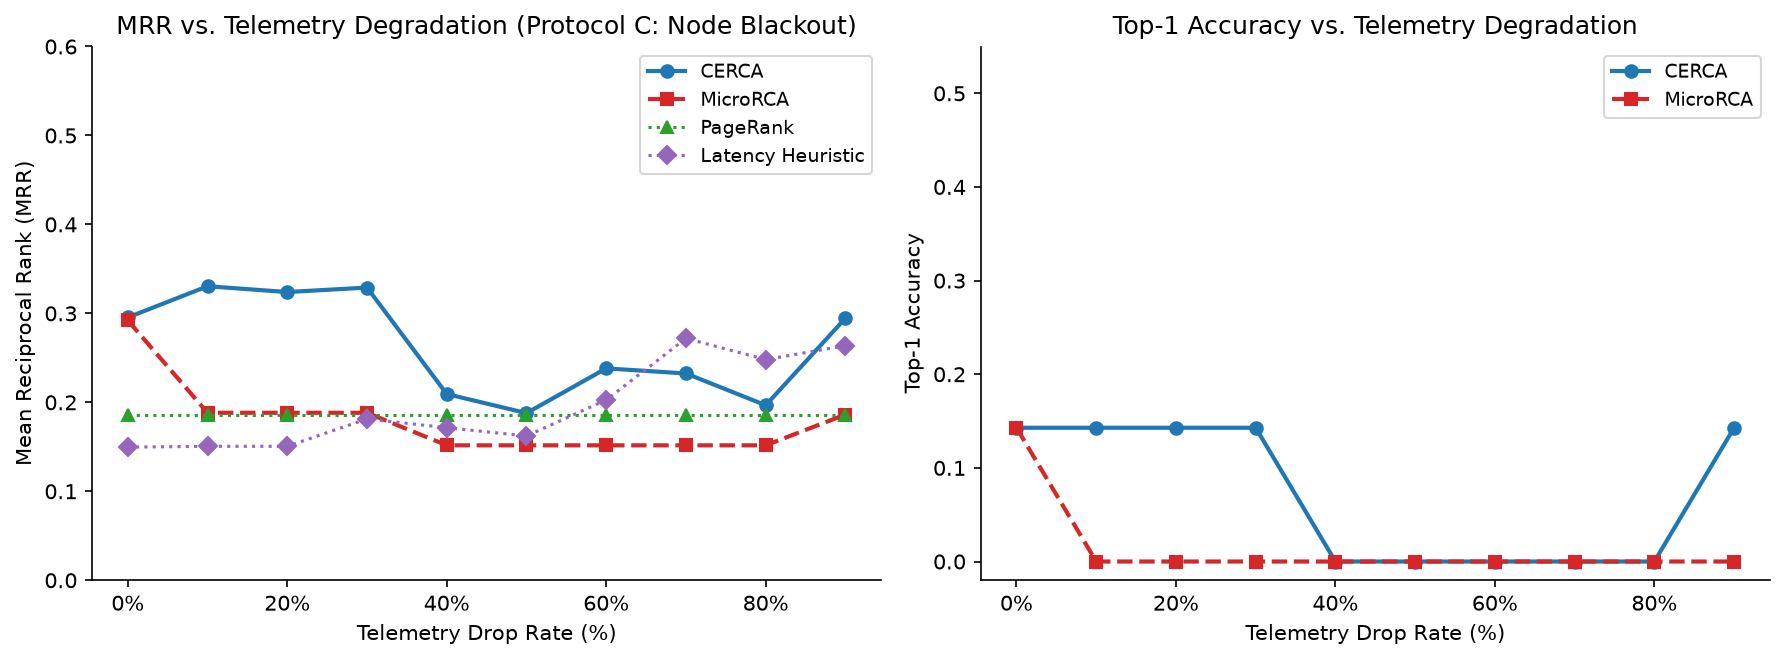 MRR vs. Telemetry Degradation (Protocol C: Node Blackout)
Mean Reciprocal Rank (MRR)
0.6
0.5
0.4
0.3
0.2
0.1
0.0
CERCA
MicroRCA
PageRank
Latency Heuristic
0% 20% 40% 60% 80%
Telemetry Drop Rate (%)
Top-1 Accuracy vs. Telemetry Degradation
Top-1 Accuracy
0.5
0.4
0.3
0.2
0.1
0.0
CERCA
MicroRCA
0% 20% 40% 60% 80%
Telemetry Drop Rate (%)